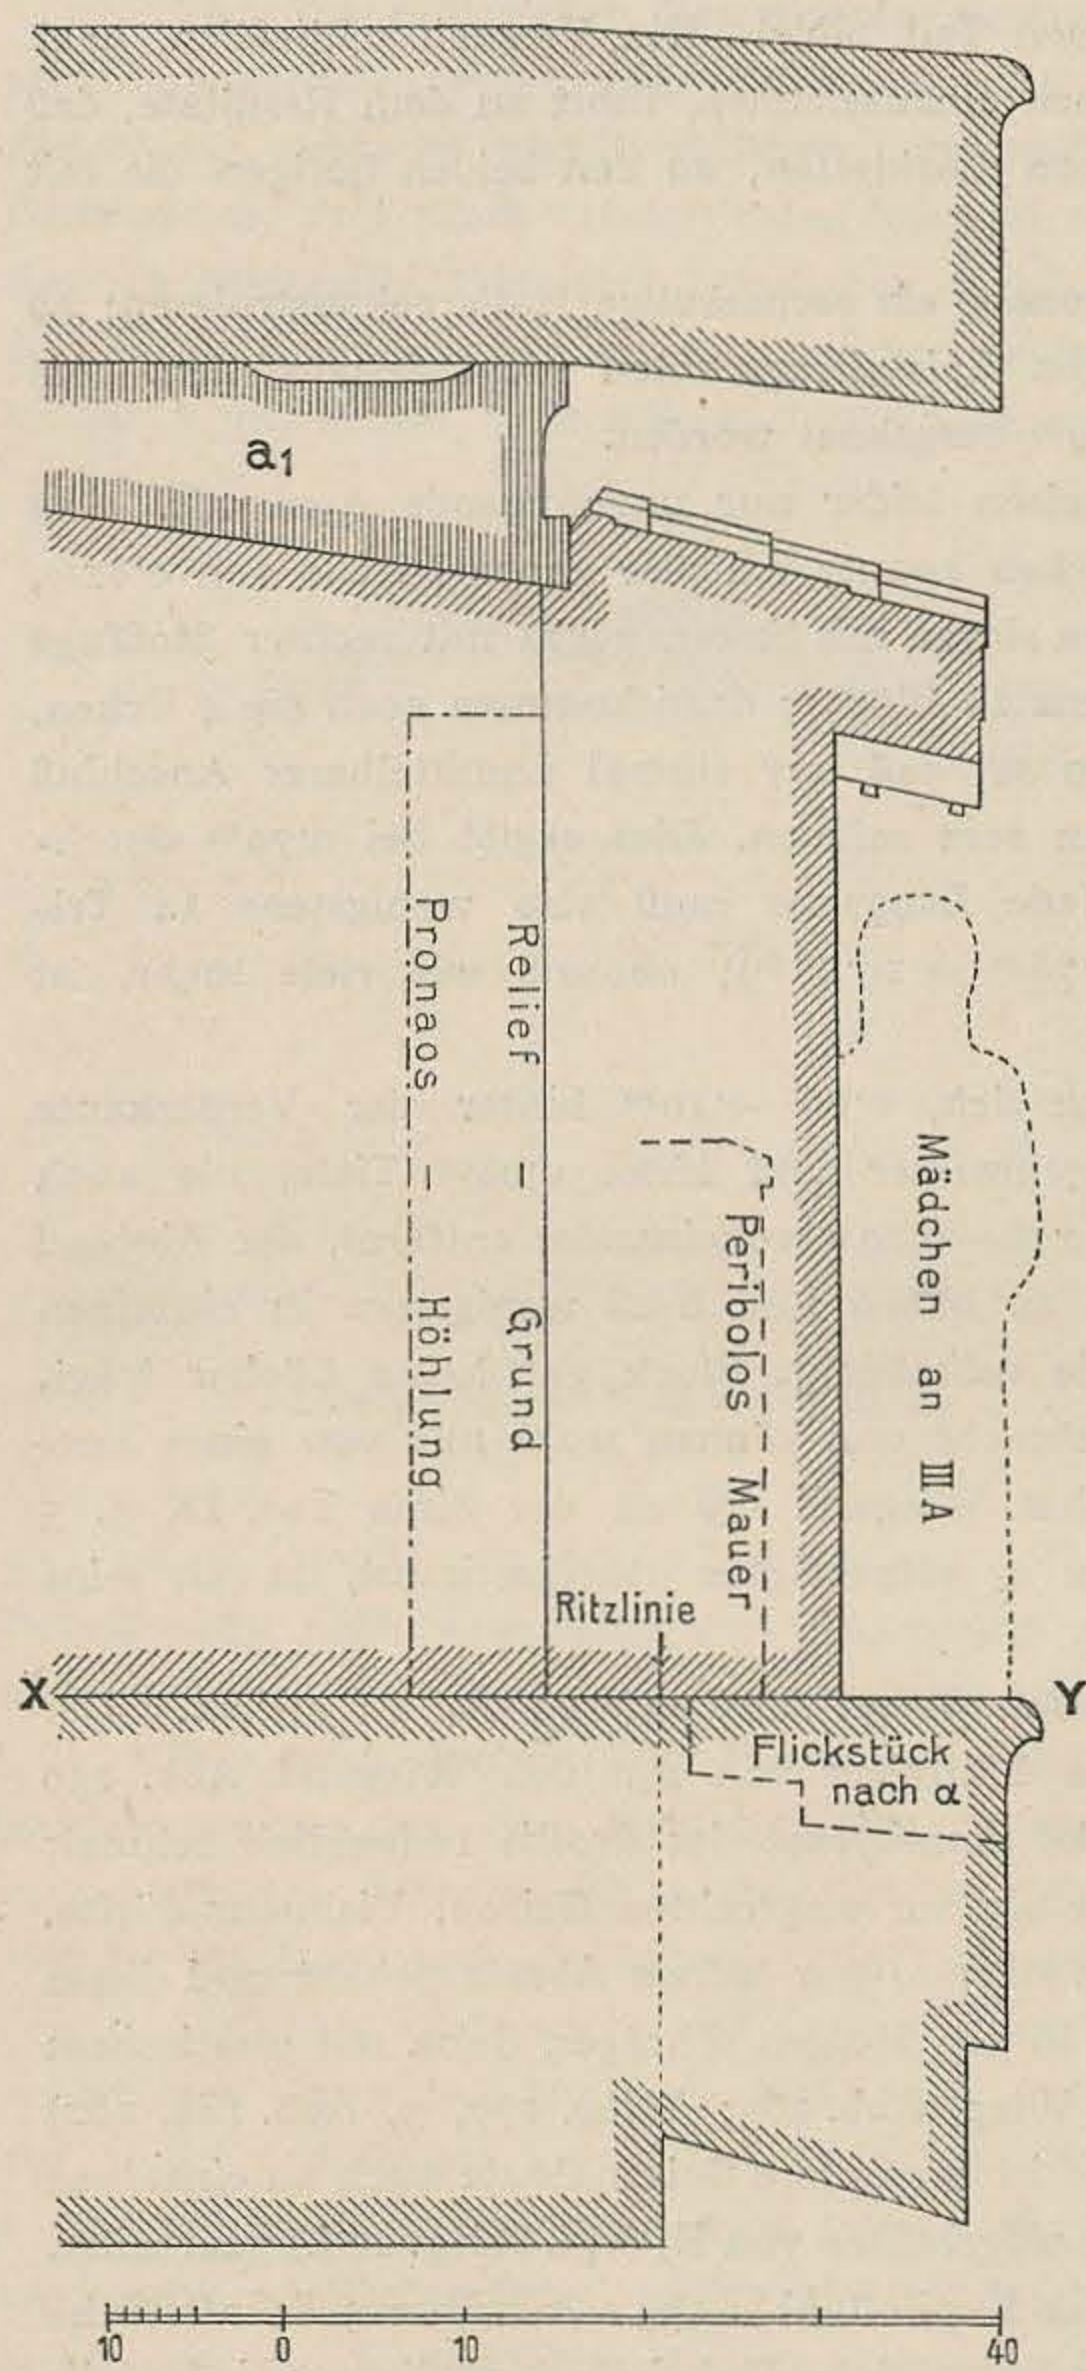 a1
Pronaos – Höhlung
Relief – Grund
Peribolos Mauer
Mädchen an III A
Ritzlinie
X
Y
Flickstück
nach α
10 0 10 40